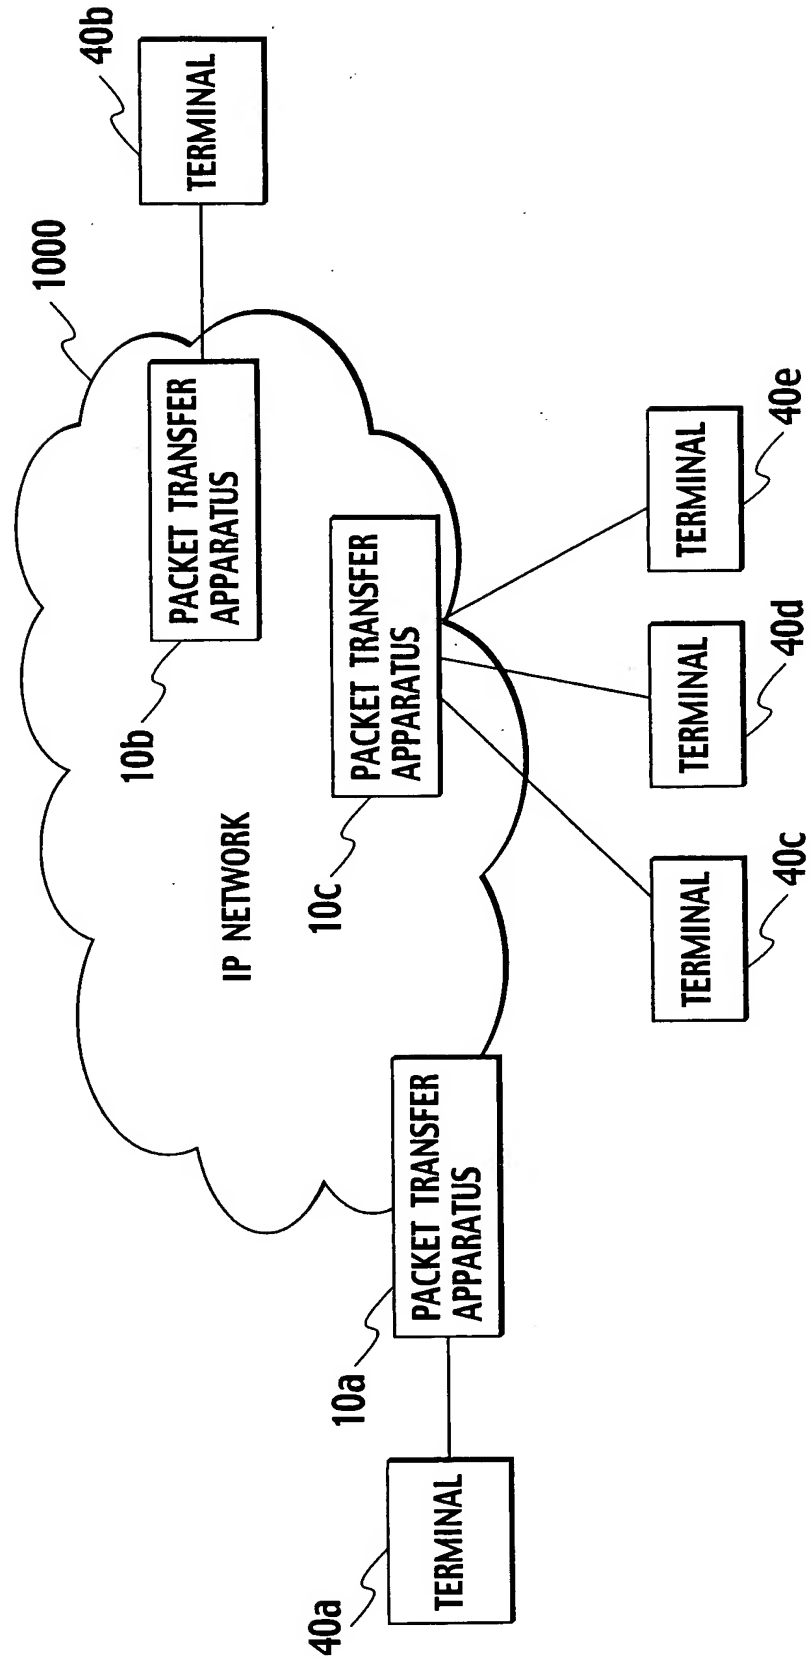 1000
40b
TERMINAL
PACKET TRANSFER
APPARATUS
10b
IP NETWORK
PACKET TRANSFER
APPARATUS
10c
PACKET TRANSFER
APPARATUS
10a
TERMINAL
40a
TERMINAL
40c
TERMINAL
40d
TERMINAL
40e